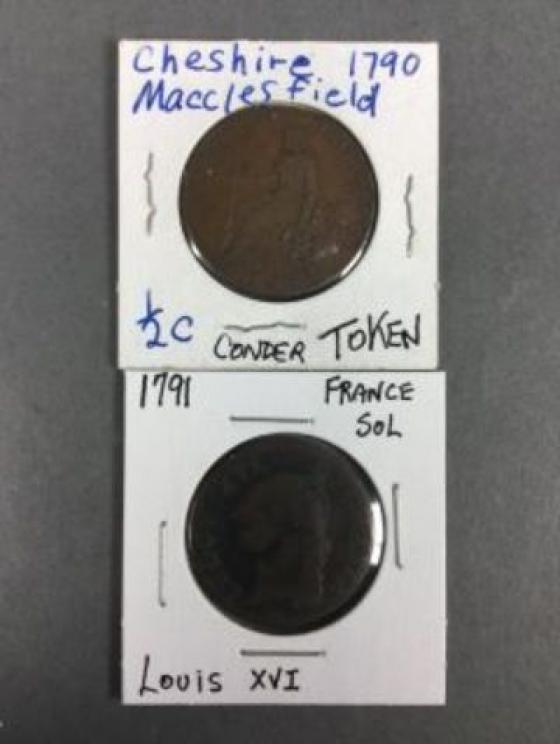 Cheshire 1790
Macclesfield
½c CONDER TOKEN
1791 FRANCE
SOL
Louis XVI